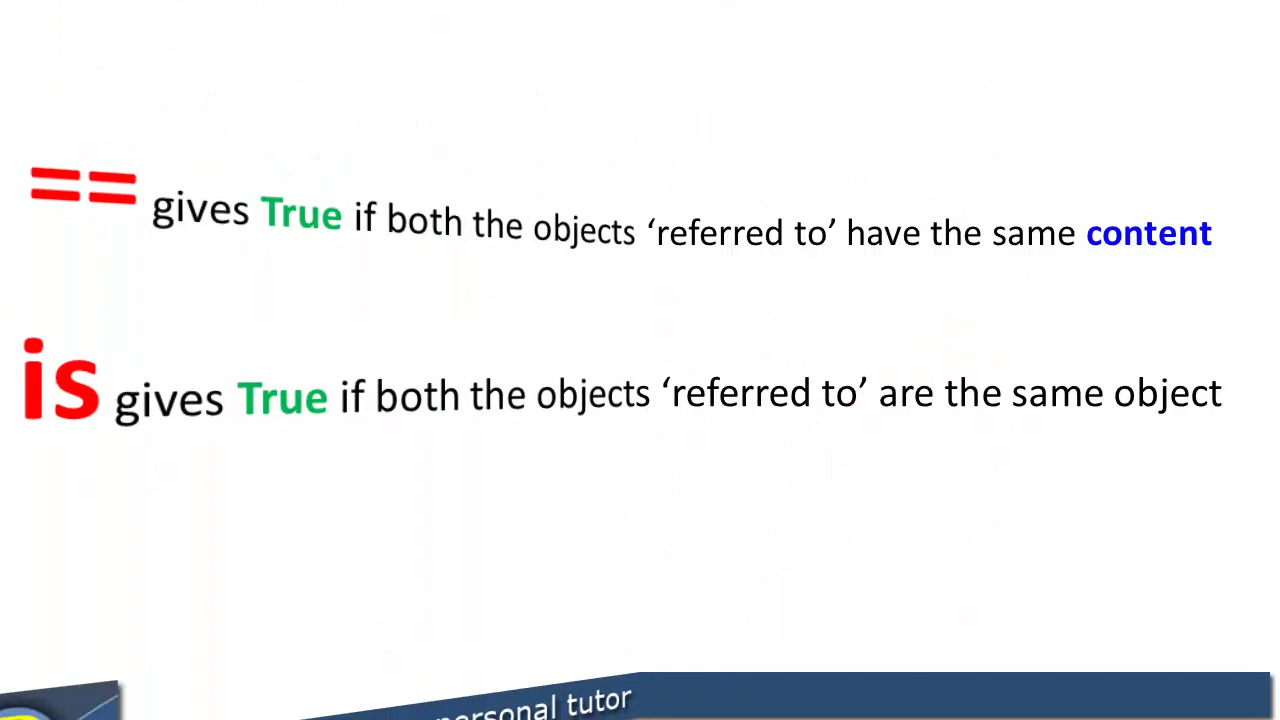 == gives True if both the objects ‘referred to’ have the same content
is gives True if both the objects ‘referred to’ are the same object
personal tutor